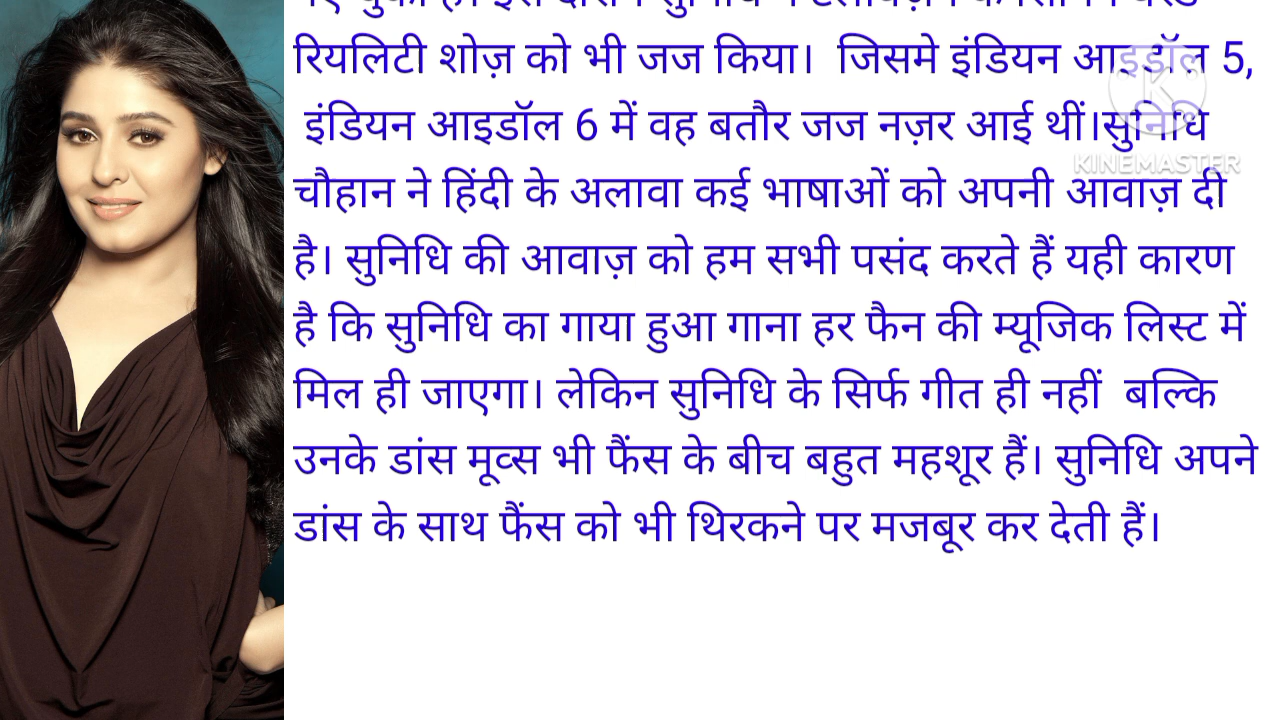 रियलिटी शोज़ को भी जज किया। जिसमे इंडियन आइडॉल 5,
इंडियन आइडॉल 6 में वह बतौर जज नज़र आई थीं।सुनिधि
चौहान ने हिंदी के अलावा कई भाषाओं को अपनी आवाज़ दी
है। सुनिधि की आवाज़ को हम सभी पसंद करते हैं यही कारण
है कि सुनिधि का गाया हुआ गाना हर फैन की म्यूजिक लिस्ट में
मिल ही जाएगा। लेकिन सुनिधि के सिर्फ गीत ही नहीं बल्कि
उनके डांस मूव्स भी फैंस के बीच बहुत महशूर हैं। सुनिधि अपने
डांस के साथ फैंस को भी थिरकने पर मजबूर कर देती हैं।
KINEMASTER